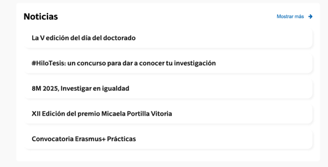 Noticias
Mostrar más
La V edición del día del doctorado
#HiloTesis: un concurso para dar a conocer tu investigación
8M 2025, Investigar en igualdad
XII Edición del premio Micaela Portilla Vitoria
Convocatoria Erasmus+ Prácticas